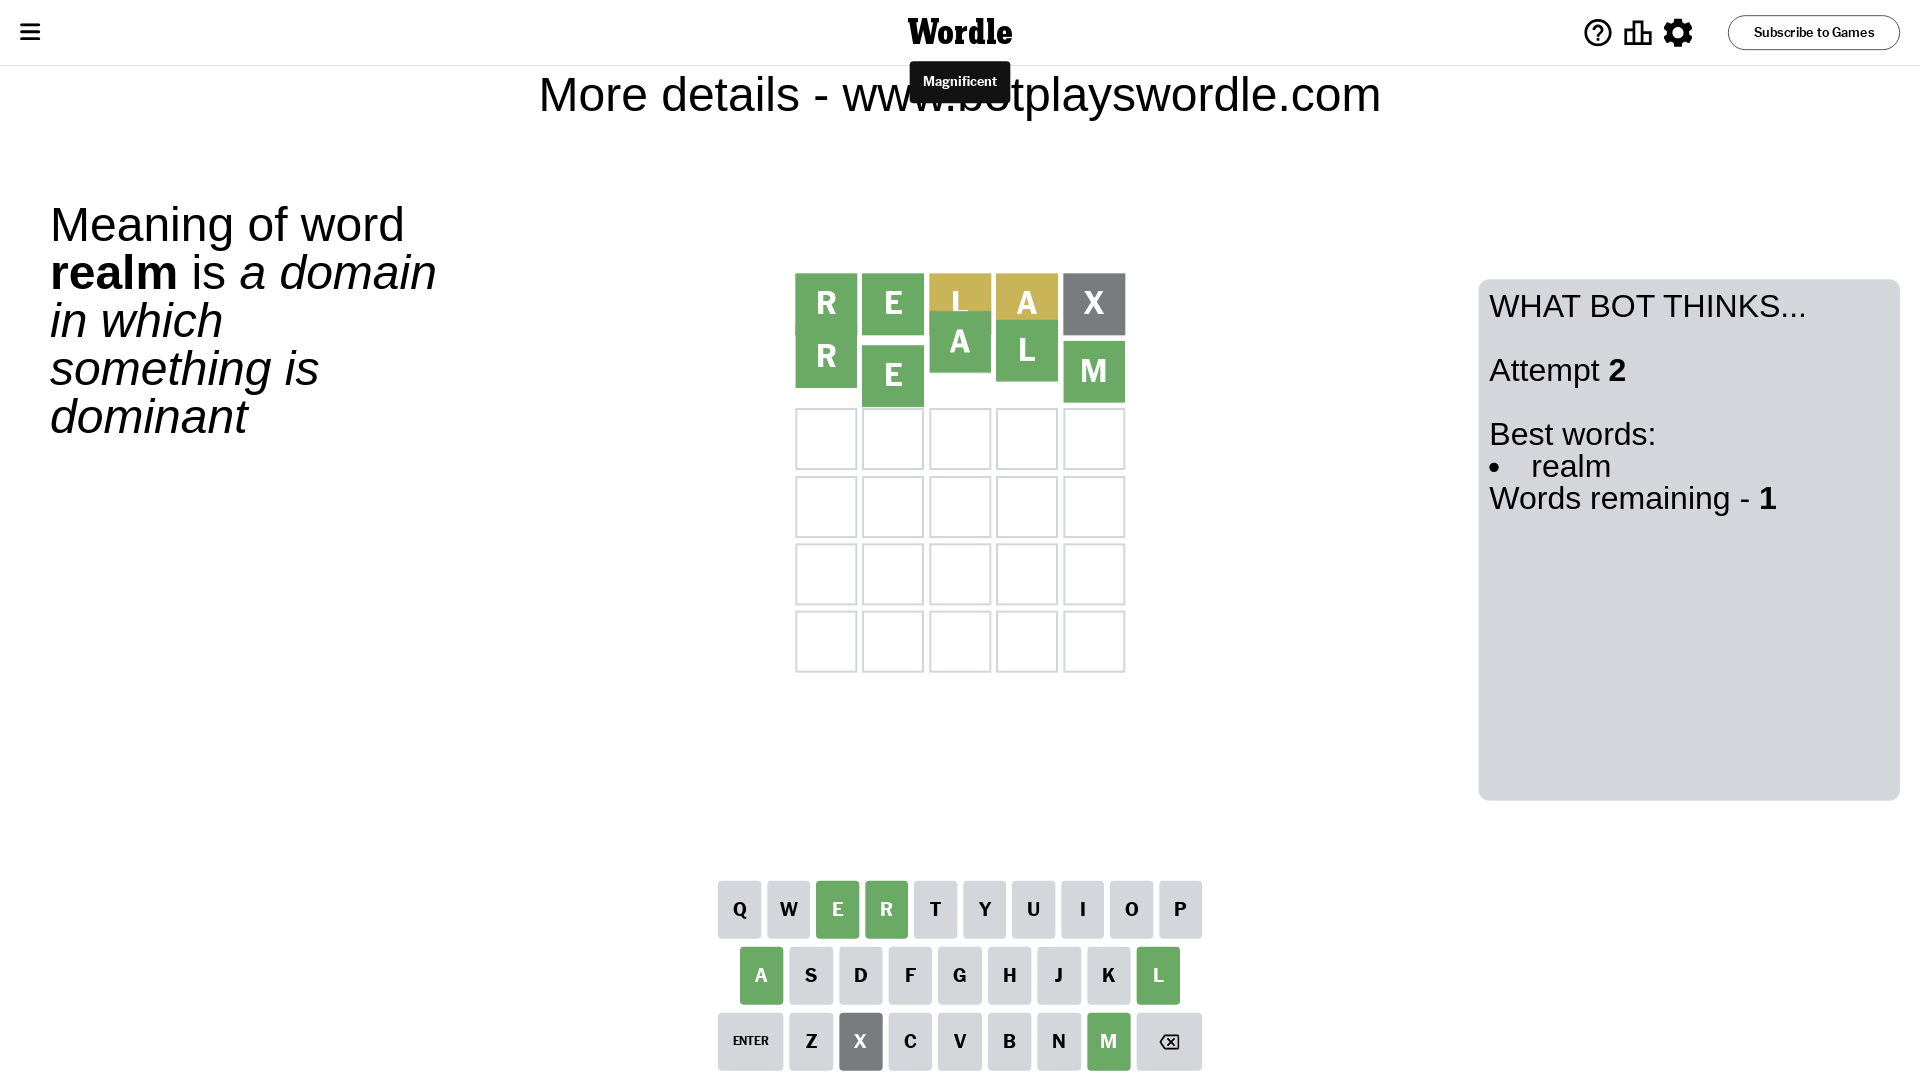 Wordle
Subscribe to Games
Magnificent
More details - www.botplayswordle.com
Meaning of word
realm is a domain
in which
something is
dominant
R E L A X
R E A L M
WHAT BOT THINKS...
Attempt 2
Best words:
• realm
Words remaining - 1
Q W E R T Y U I O P
A S D F G H J K L
ENTER Z X C V B N M